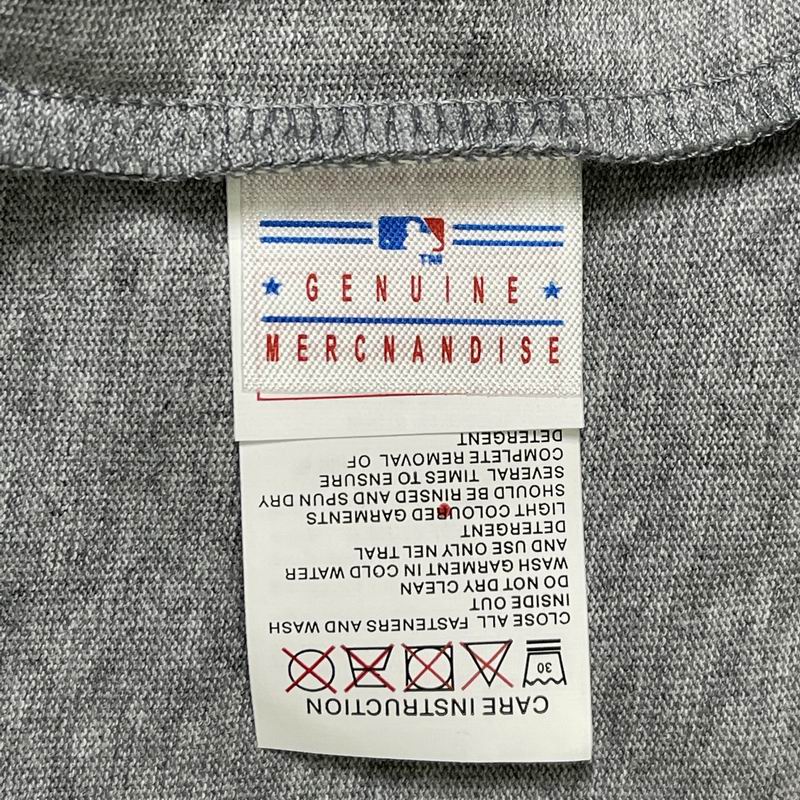 TM
GENUINE
MERCNANDISE
CARE INSTRUCTION
30
CLOSE ALL FASTENERS AND WASH
INSIDE OUT
DO NOT DRY CLEAN
WASH GARMENT IN COLD WATER
AND USE ONLY NELTRAL
DETERGENT
LIGHT COLOURED GARMENTS
SHOULD BE RINSED AND SPUN DRY
SEVERAL TIMES TO ENSURE
COMPLETE REMOVAL OF
DETERGENT